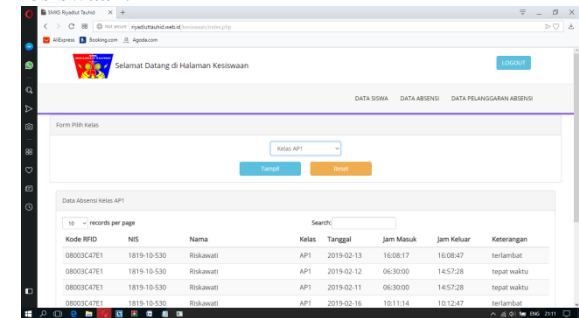 SMKS Riyadlut Tauhid
Not secure riyadluttauhid.web.id/kesiswaan/index.php
AliExpress Booking.com Agoda.com
Selamat Datang di Halaman Kesiswaan
LOGOUT
DATA SISWA DATA ABSENSI DATA PELANGGARAN ABSENSI
Form Pilih Kelas
Kelas AP1
Tampil Reset
Data Absensi Kelas AP1
10 records per page Search:
Kode RFID NIS Nama Kelas Tanggal Jam Masuk Jam Keluar Keterangan
08003C47E1 1819-10-530 Riskawati AP1 2019-02-13 16:08:17 16:08:47 terlambat
08003C47E1 1819-10-530 Riskawati AP1 2019-02-12 06:30:00 14:57:28 tepat waktu
08003C47E1 1819-10-530 Riskawati AP1 2019-02-11 06:30:00 14:57:28 tepat waktu
08003C47E1 1819-10-530 Riskawati AP1 2019-02-16 10:11:14 10:12:47 terlambat
ENG 21:11